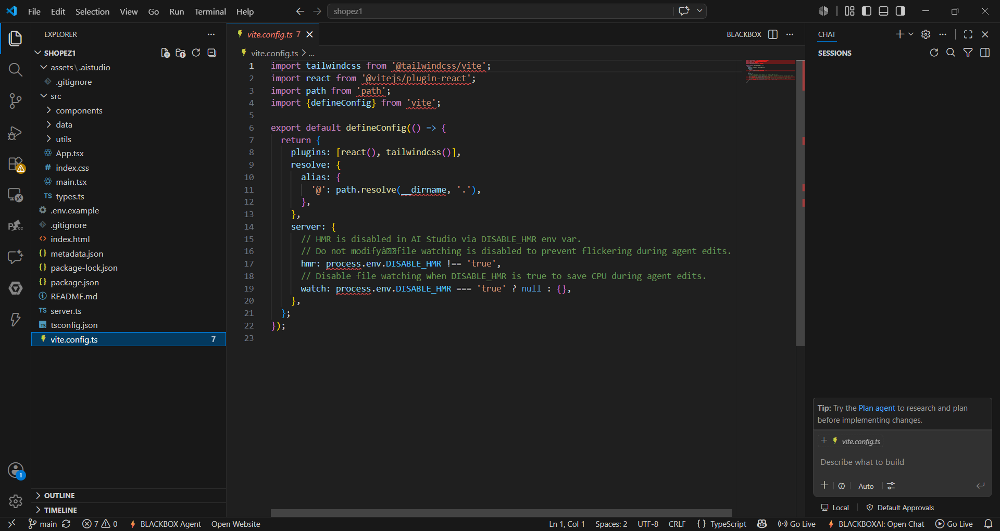 File Edit Selection View Go Run Terminal Help
shopez1
EXPLORER
SHOPEZ1
assets \ .aistudio
.gitignore
src
components
data
utils
App.tsx
# index.css
main.tsx
TS types.ts
.env.example
.gitignore
<> index.html
{} metadata.json
{} package-lock.json
{} package.json
README.md
TS server.ts
TS tsconfig.json
vite.config.ts 7
OUTLINE
TIMELINE
vite.config.ts 7
BLACKBOX
vite.config.ts > ...
1 import tailwindcss from '@tailwindcss/vite';
2 import react from '@vitejs/plugin-react';
3 import path from 'path';
4 import {defineConfig} from 'vite';
5
6 export default defineConfig(() => {
7 return {
8 plugins: [react(), tailwindcss()],
9 resolve: {
10 alias: {
11 '@': path.resolve(__dirname, '.'),
12 },
13 },
14 server: {
15 // HMR is disabled in AI Studio via DISABLE_HMR env var.
16 // Do not modifyâfile watching is disabled to prevent flickering during agent edits.
17 hmr: process.env.DISABLE_HMR !== 'true',
18 // Disable file watching when DISABLE_HMR is true to save CPU during agent edits.
19 watch: process.env.DISABLE_HMR === 'true' ? null : {},
20 },
21 };
22 });
23
CHAT
SESSIONS
Tip: Try the Plan agent to research and plan
before implementing changes.
+ vite.config.ts
Describe what to build
Auto
Local
Default Approvals
1
main
7 0
BLACKBOX Agent
Open Website
Ln 1, Col 1
Spaces: 2
UTF-8
CRLF
{} TypeScript
Go Live
BLACKBOXAI: Open Chat
Go Live